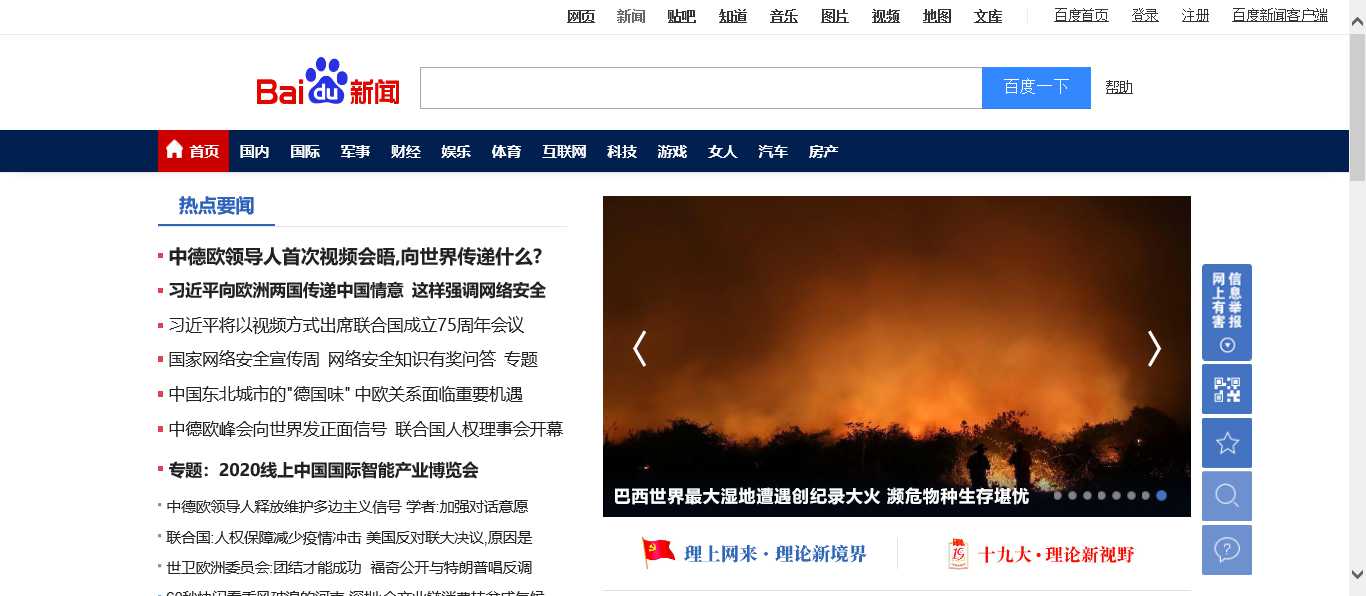 网页 新闻 贴吧 知道 音乐 图片 视频 地图 文库 百度首页 登录 注册 百度新闻客户端
Bai du 新闻 百度一下 帮助
首页 国内 国际 军事 财经 娱乐 体育 互联网 科技 游戏 女人 汽车 房产
热点要闻
中德欧领导人首次视频会晤,向世界传递什么?
习近平向欧洲两国传递中国情意 这样强调网络安全
习近平将以视频方式出席联合国成立75周年会议
国家网络安全宣传周 网络安全知识有奖问答 专题
中国东北城市的"德国味" 中欧关系面临重要机遇
中德欧峰会向世界发正面信号 联合国人权理事会开幕
专题：2020线上中国国际智能产业博览会
中德欧领导人释放维护多边主义信号 学者:加强对话意愿
联合国:人权保障减少疫情冲击 美国反对联大决议,原因是
世卫欧洲委员会:团结才能成功 福奇公开与特朗普唱反调
巴西世界最大湿地遭遇创纪录大火 濒危物种生存堪忧
理上网来·理论新境界
19
十九大·理论新视野
网上有害
信息举报